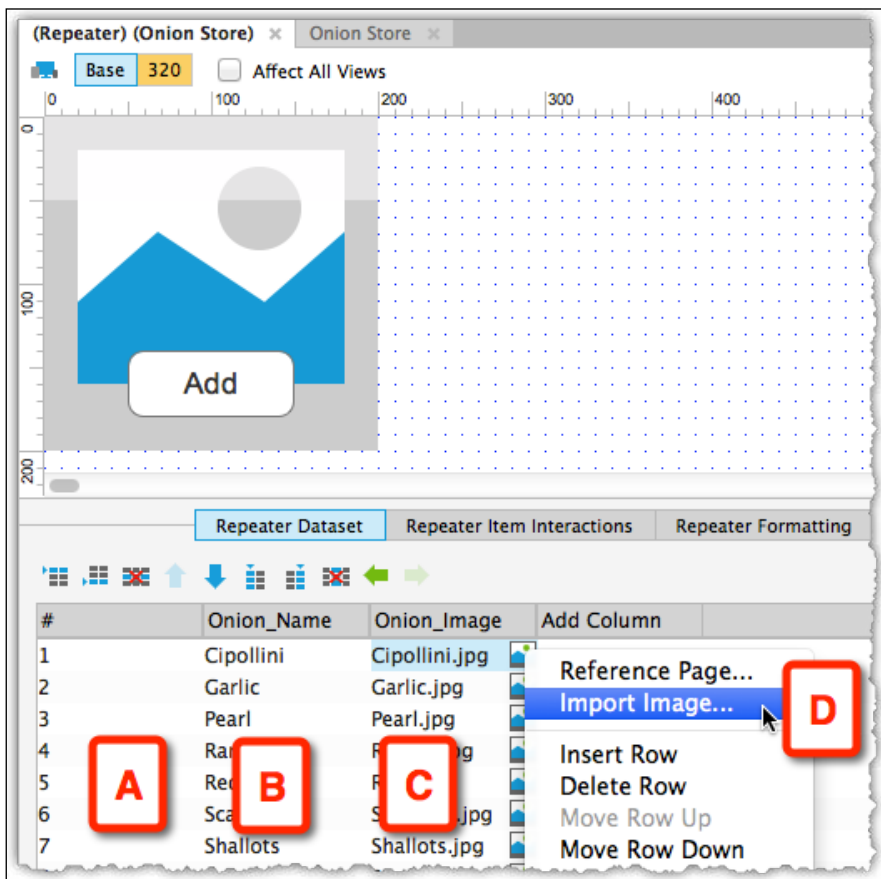 (Repeater) (Onion Store) × Onion Store ×
Base 320 Affect All Views
0 100 200 300 400
0
100
200
Add
Repeater Dataset Repeater Item Interactions Repeater Formatting
# Onion_Name Onion_Image Add Column
1 Cipollini Cipollini.jpg
2 Garlic Garlic.jpg
3 Pearl Pearl.jpg
4
5
6 .jpg
7 Shallots Shallots.jpg
A
B
C
D
Reference Page...
Import Image...
Insert Row
Delete Row
Move Row Up
Move Row Down